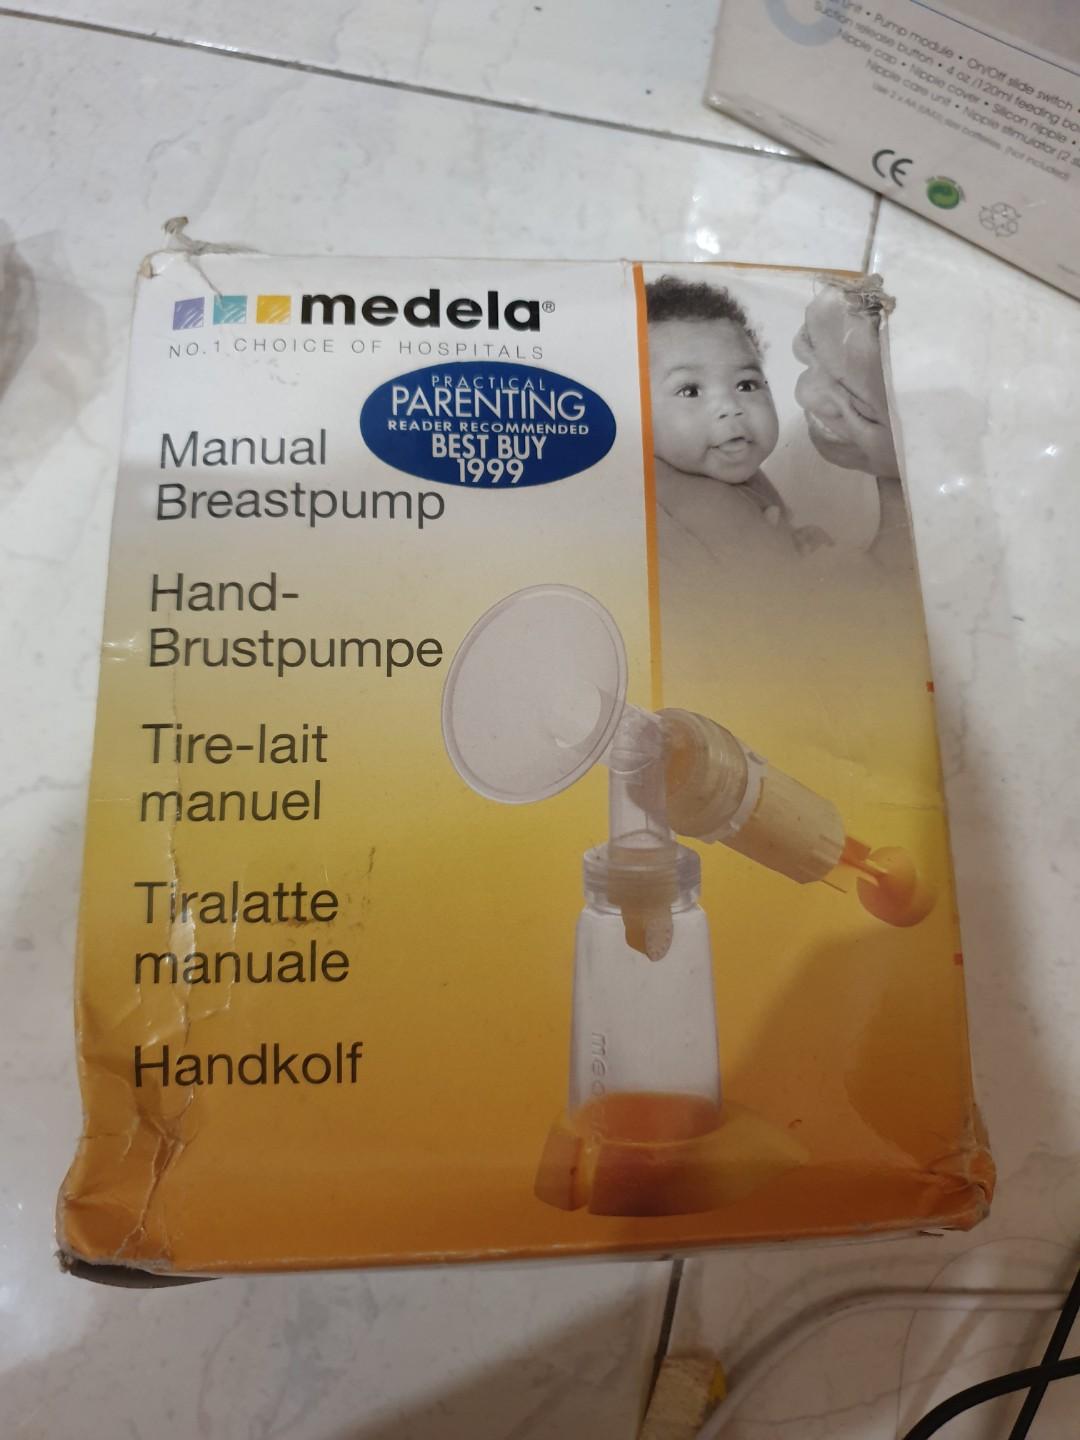 Pump module • On/Off slide switch •
Suction release button • 4 oz /120ml feeding
Nipple cap • Nipple cover • Silicon nipple •
Nipple care unit • Nipple stimulator (2
CE
medela®
NO.1 CHOICE OF HOSPITALS
PRACTICAL
PARENTING
READER RECOMMENDED
BEST BUY
1999
Manual
Breastpump
Hand-
Brustpumpe
Tire-lait
manuel
Tiralatte
manuale
Handkolf